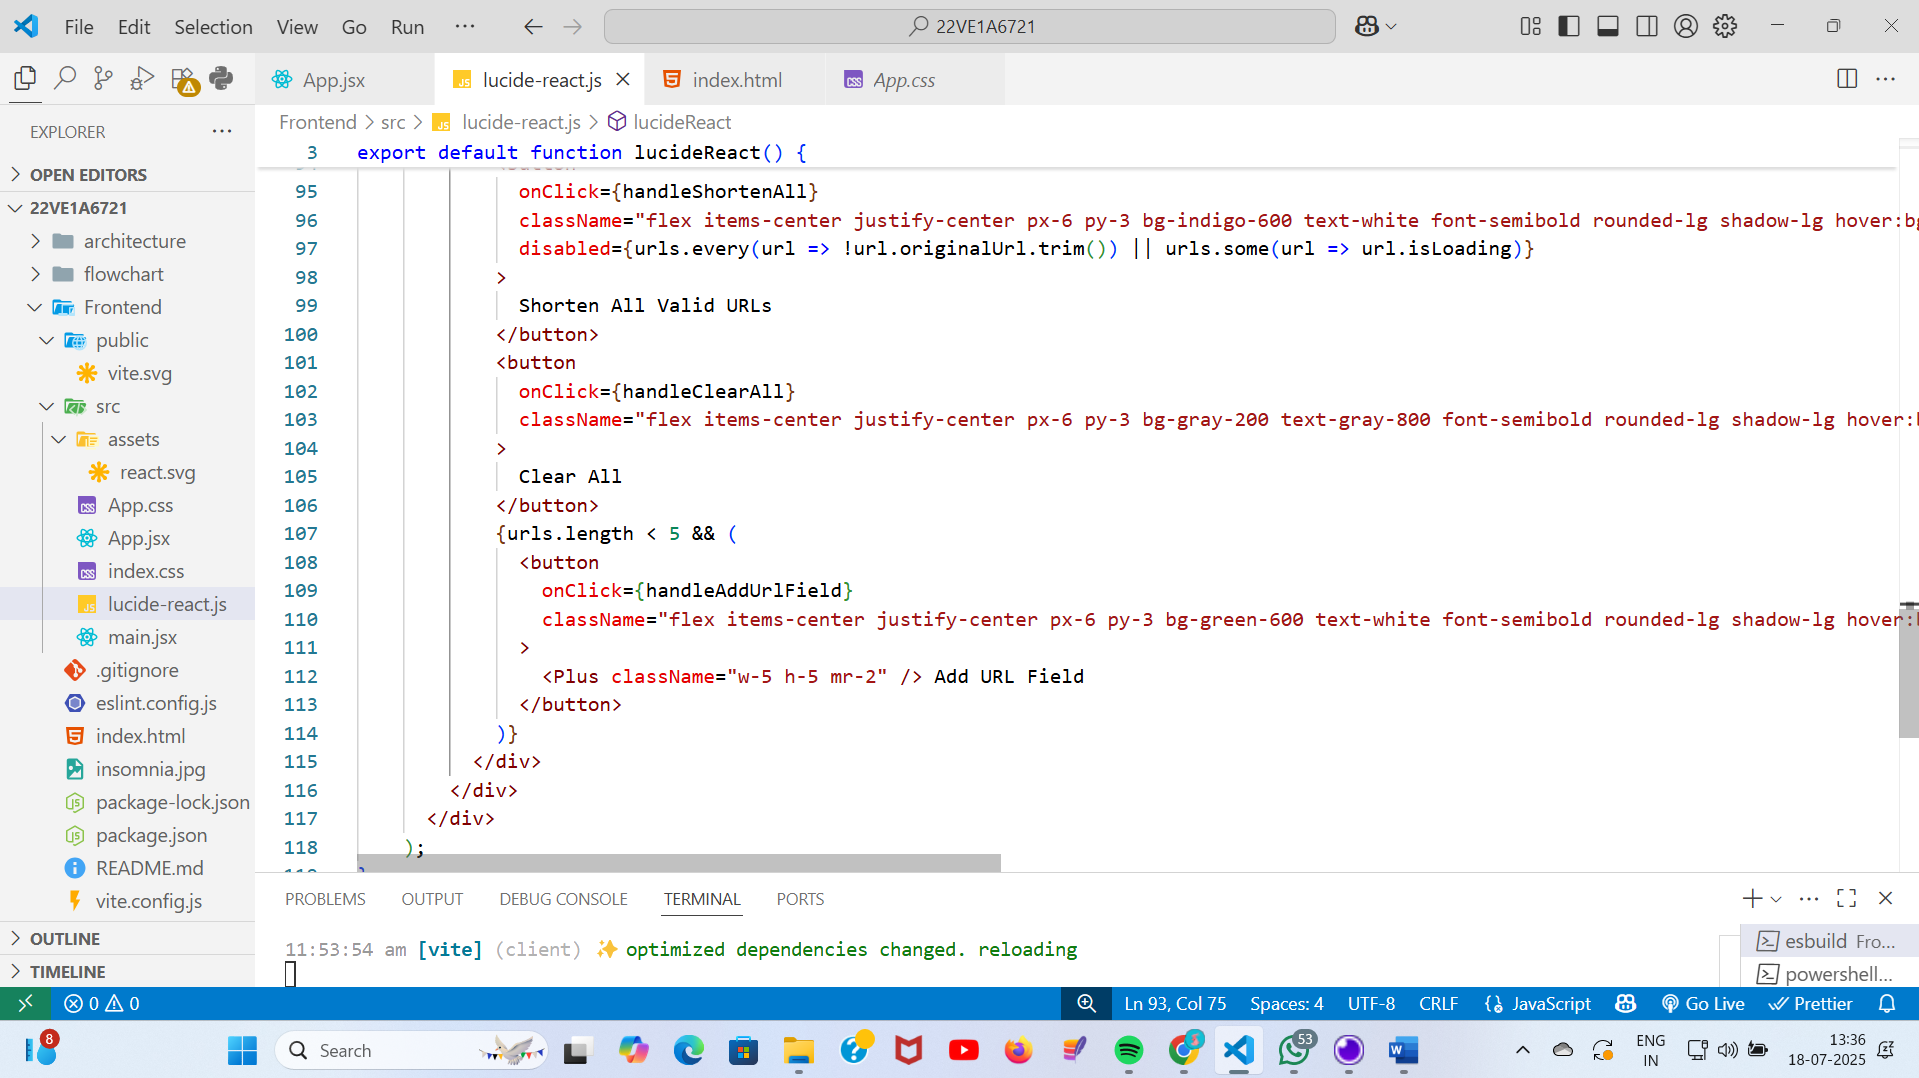 File Edit Selection View Go Run ··· 22VE1A6721
App.jsx lucide-react.js index.html App.css
EXPLORER
OPEN EDITORS
22VE1A6721
architecture
flowchart
Frontend
public
vite.svg
src
assets
react.svg
App.css
App.jsx
index.css
lucide-react.js
main.jsx
.gitignore
eslint.config.js
index.html
insomnia.jpg
package-lock.json
package.json
README.md
vite.config.js
OUTLINE
TIMELINE
Frontend > src > lucide-react.js > lucideReact
3 export default function lucideReact() {
95 onClick={handleShortenAll}
96 className="flex items-center justify-center px-6 py-3 bg-indigo-600 text-white font-semibold rounded-lg shadow-lg hover:bg
97 disabled={urls.every(url => !url.originalUrl.trim()) || urls.some(url => url.isLoading)}
98 >
99 Shorten All Valid URLs
100 </button>
101 <button
102 onClick={handleClearAll}
103 className="flex items-center justify-center px-6 py-3 bg-gray-200 text-gray-800 font-semibold rounded-lg shadow-lg hover:b
104 >
105 Clear All
106 </button>
107 {urls.length < 5 && (
108 <button
109 onClick={handleAddUrlField}
110 className="flex items-center justify-center px-6 py-3 bg-green-600 text-white font-semibold rounded-lg shadow-lg hover:b
111 >
112 <Plus className="w-5 h-5 mr-2" /> Add URL Field
113 </button>
114 )}
115 </div>
116 </div>
117 </div>
118 );
PROBLEMS OUTPUT DEBUG CONSOLE TERMINAL PORTS
11:53:54 am [vite] (client) ✨ optimized dependencies changed. reloading
esbuild Fro...
powershell...
0 0 Ln 93, Col 75 Spaces: 4 UTF-8 CRLF {} JavaScript Go Live Prettier
8 Search 53 ENG IN 13:36 18-07-2025